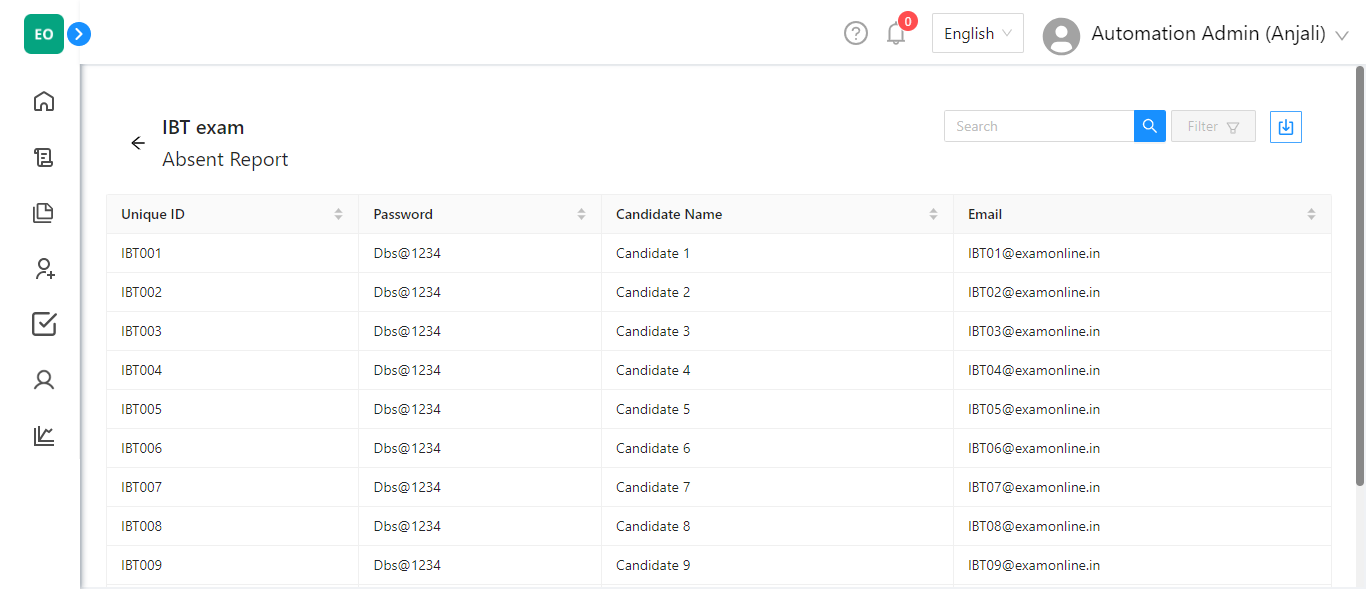 EO
0
English
Automation Admin (Anjali)
IBT exam
Absent Report
Search
Filter
Unique ID Password Candidate Name Email
IBT001 Dbs@1234 Candidate 1 IBT01@examonline.in
IBT002 Dbs@1234 Candidate 2 IBT02@examonline.in
IBT003 Dbs@1234 Candidate 3 IBT03@examonline.in
IBT004 Dbs@1234 Candidate 4 IBT04@examonline.in
IBT005 Dbs@1234 Candidate 5 IBT05@examonline.in
IBT006 Dbs@1234 Candidate 6 IBT06@examonline.in
IBT007 Dbs@1234 Candidate 7 IBT07@examonline.in
IBT008 Dbs@1234 Candidate 8 IBT08@examonline.in
IBT009 Dbs@1234 Candidate 9 IBT09@examonline.in